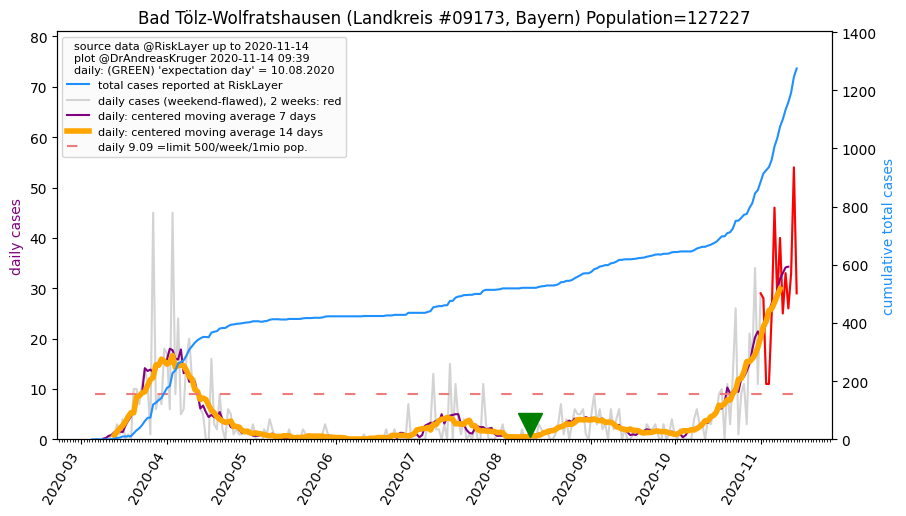 Bad Tölz-Wolfratshausen (Landkreis #09173, Bayern) Population=127227
source data @RiskLayer up to 2020-11-14
plot @DrAndreasKruger 2020-11-14 09:39
daily: (GREEN) 'expectation day' = 10.08.2020
total cases reported at RiskLayer
daily cases (weekend-flawed), 2 weeks: red
daily: centered moving average 7 days
daily: centered moving average 14 days
daily 9.09 =limit 500/week/1mio pop.
daily cases
80
70
60
50
40
30
20
10
0
1400
1200
1000
800
600
400
200
0
cumulative total cases
2020-03
2020-04
2020-05
2020-06
2020-07
2020-08
2020-09
2020-10
2020-11